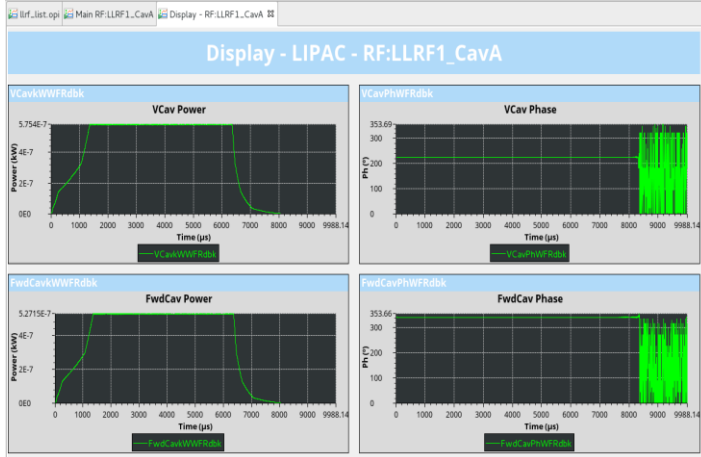 llrf_list.opi Main RF:LLRF1_CavA Display - RF:LLRF1_CavA
Display - LIPAC - RF:LLRF1_CavA
VCavkWWFRdbk
VCav Power
5.754E-7
4E-7
2E-7
0E0
Power (kW)
0 1000 2000 3000 4000 5000 6000 7000 8000 9988.14
Time (µs)
VCavkWWFRdbk
VCavPhWFRdbk
VCav Phase
353.69
300
200
100
0
Ph (°)
0 1000 2000 3000 4000 5000 6000 7000 8000 9000 9988.14
Time (µs)
VCavPhWFRdbk
FwdCavkWWFRdbk
FwdCav Power
5.2715E-7
4E-7
2E-7
0E0
Power (kW)
0 1000 2000 3000 4000 5000 6000 7000 8000 9000 9988.14
Time (µs)
FwdCavkWWFRdbk
FwdCavPhWFRdbk
FwdCav Phase
353.66
300
200
100
0
Ph (°)
0 1000 2000 3000 4000 5000 6000 7000 8000 9000 9988.14
Time (µs)
FwdCavPhWFRdbk